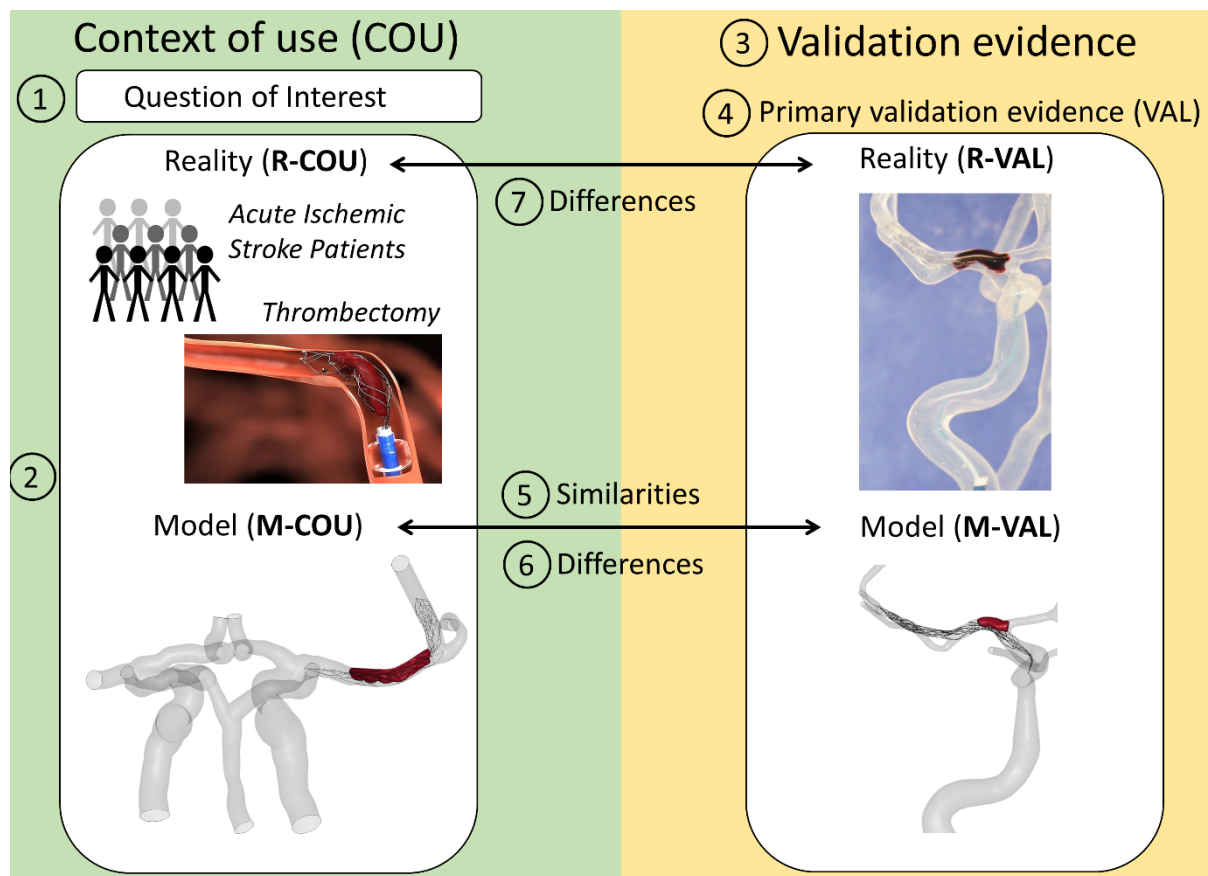 Context of use (COU)
1
Question of Interest
2
Reality (R-COU)
Acute Ischemic
Stroke Patients
Thrombectomy
Model (M-COU)
3 Validation evidence
4 Primary validation evidence (VAL)
Reality (R-VAL)
7 Differences
5 Similarities
6 Differences
Model (M-VAL)